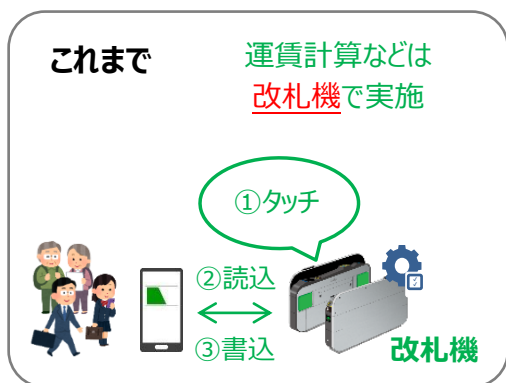 これまで
運賃計算などは
改札機で実施
①タッチ
②読込
③書込
改札機